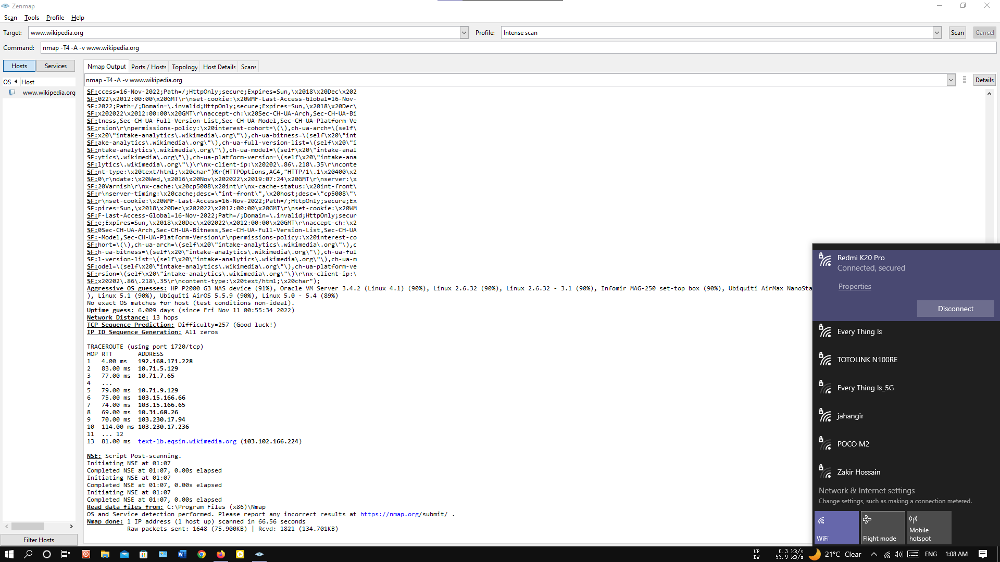 Zenmap
Scan Tools Profile Help
Target: www.wikipedia.org Profile: Intense scan Scan Cancel
Command: nmap -T4 -A -v www.wikipedia.org
Hosts Services
OS Host
www.wikipedia.org
Filter Hosts
Nmap Output Ports / Hosts Topology Host Details Scans
nmap -T4 -A -v www.wikipedia.org Details
SF:ccess=16-Nov-2022;Path=/;HttpOnly;secure;Expires=Sun,\x2018\x20Dec\x202
SF:022\x2012:00:00\x20GMT\r\nset-cookie:\x20WMF-Last-Access-Global=16-Nov-
SF:2022;Path=/;Domain=\.invalid;HttpOnly;secure;Expires=Sun,\x2018\x20Dec\
SF:x202022\x2012:00:00\x20GMT\r\naccept-ch:\x20Sec-CH-UA-Arch,Sec-CH-UA-Bi
SF:tness,Sec-CH-UA-Full-Version-List,Sec-CH-UA-Model,Sec-CH-UA-Platform-Ve
SF:rsion\r\npermissions-policy:\x20interest-cohort=\(\),ch-ua-arch=\(self\
SF:x20\"intake-analytics\.wikimedia\.org\"\),ch-ua-bitness=\(self\x20\"int
SF:ake-analytics\.wikimedia\.org\"\),ch-ua-full-version-list=\(self\x20\"i
SF:ntake-analytics\.wikimedia\.org\"\),ch-ua-model=\(self\x20\"intake-anal
SF:ytics\.wikimedia\.org\"\),ch-ua-platform-version=\(self\x20\"intake-ana
SF:lytics\.wikimedia\.org\"\)\r\nx-client-ip:\x20202\.86\.218\.35\r\nconte
SF:nt-type:\x20text/html;\x20char")%r(HTTPOptions,AC4,"HTTP/1\.1\x20400\x2
SF:0\r\ndate:\x20Wed,\x2016\x20Nov\x202022\x2019:07:24\x20GMT\r\nserver:\x
SF:20Varnish\r\nx-cache:\x20cp5008\x20int\r\nx-cache-status:\x20int-front\
SF:r\nserver-timing:\x20cache;desc=\"int-front\",\x20host;desc=\"cp5008\"\
SF:r\nset-cookie:\x20WMF-Last-Access=16-Nov-2022;Path=/;HttpOnly;secure;Ex
SF:pires=Sun,\x2018\x20Dec\x202022\x2012:00:00\x20GMT\r\nset-cookie:\x20WM
SF:F-Last-Access-Global=16-Nov-2022;Path=/;Domain=\.invalid;HttpOnly;secur
SF:e;Expires=Sun,\x2018\x20Dec\x202022\x2012:00:00\x20GMT\r\naccept-ch:\x2
SF:0Sec-CH-UA-Arch,Sec-CH-UA-Bitness,Sec-CH-UA-Full-Version-List,Sec-CH-UA
SF:-Model,Sec-CH-UA-Platform-Version\r\npermissions-policy:\x20interest-co
SF:hort=\(\),ch-ua-arch=\(self\x20\"intake-analytics\.wikimedia\.org\"\),c
SF:h-ua-bitness=\(self\x20\"intake-analytics\.wikimedia\.org\"\),ch-ua-ful
SF:l-version-list=\(self\x20\"intake-analytics\.wikimedia\.org\"\),ch-ua-m
SF:odel=\(self\x20\"intake-analytics\.wikimedia\.org\"\),ch-ua-platform-ve
SF:rsion=\(self\x20\"intake-analytics\.wikimedia\.org\"\)\r\nx-client-ip:\
SF:x20202\.86\.218\.35\r\ncontent-type:\x20text/html;\x20char");
Aggressive OS guesses: HP P2000 G3 NAS device (91%), Oracle VM Server 3.4.2 (Linux 4.1) (90%), Linux 2.6.32 (90%), Linux 2.6.32 - 3.1 (90%), Infomir MAG-250 set-top box (90%), Ubiquiti AirMax NanoSta
), Linux 5.1 (90%), Ubiquiti AirOS 5.5.9 (90%), Linux 5.0 - 5.4 (89%)
No exact OS matches for host (test conditions non-ideal).
Uptime guess: 6.009 days (since Fri Nov 11 00:55:34 2022)
Network Distance: 13 hops
TCP Sequence Prediction: Difficulty=257 (Good luck!)
IP ID Sequence Generation: All zeros
TRACEROUTE (using port 1720/tcp)
HOP RTT ADDRESS
1 4.00 ms 192.168.171.228
2 83.00 ms 10.71.5.129
3 77.00 ms 10.71.7.65
4 ...
5 79.00 ms 10.71.9.129
6 75.00 ms 103.15.166.66
7 74.00 ms 103.15.166.65
8 69.00 ms 10.31.68.26
9 70.00 ms 103.230.17.94
10 114.00 ms 103.230.17.236
11 ... 12
13 81.00 ms text-lb.eqsin.wikimedia.org (103.102.166.224)
NSE: Script Post-scanning.
Initiating NSE at 01:07
Completed NSE at 01:07, 0.00s elapsed
Initiating NSE at 01:07
Completed NSE at 01:07, 0.00s elapsed
Initiating NSE at 01:07
Completed NSE at 01:07, 0.00s elapsed
Read data files from: C:\Program Files (x86)\Nmap
OS and Service detection performed. Please report any incorrect results at https://nmap.org/submit/ .
Nmap done: 1 IP address (1 host up) scanned in 66.56 seconds
Raw packets sent: 1648 (75.900KB) | Rcvd: 1821 (134.701KB)
Redmi K20 Pro
Connected, secured
Properties
Disconnect
Every Thing Is
TOTOLINK N100RE
Every Thing Is_5G
jahangir
POCO M2
Zakir Hossain
Network & Internet settings
Change settings, such as making a connection metered.
WiFi
Flight mode
Mobile hotspot
UP 0.3 kB/s
DW 53.9 kB/s
21°C Clear
ENG
1:08 AM